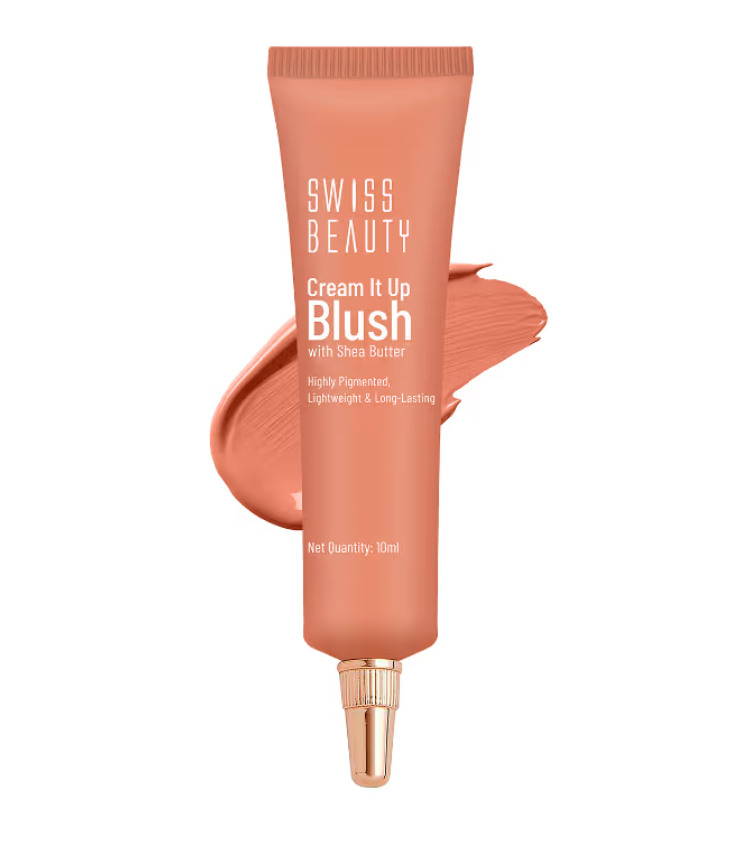 SWISS
BEAUTY
Cream It Up
Blush
with Shea Butter
Highly Pigmented,
Lightweight & Long-Lasting
Net Quantity: 10ml